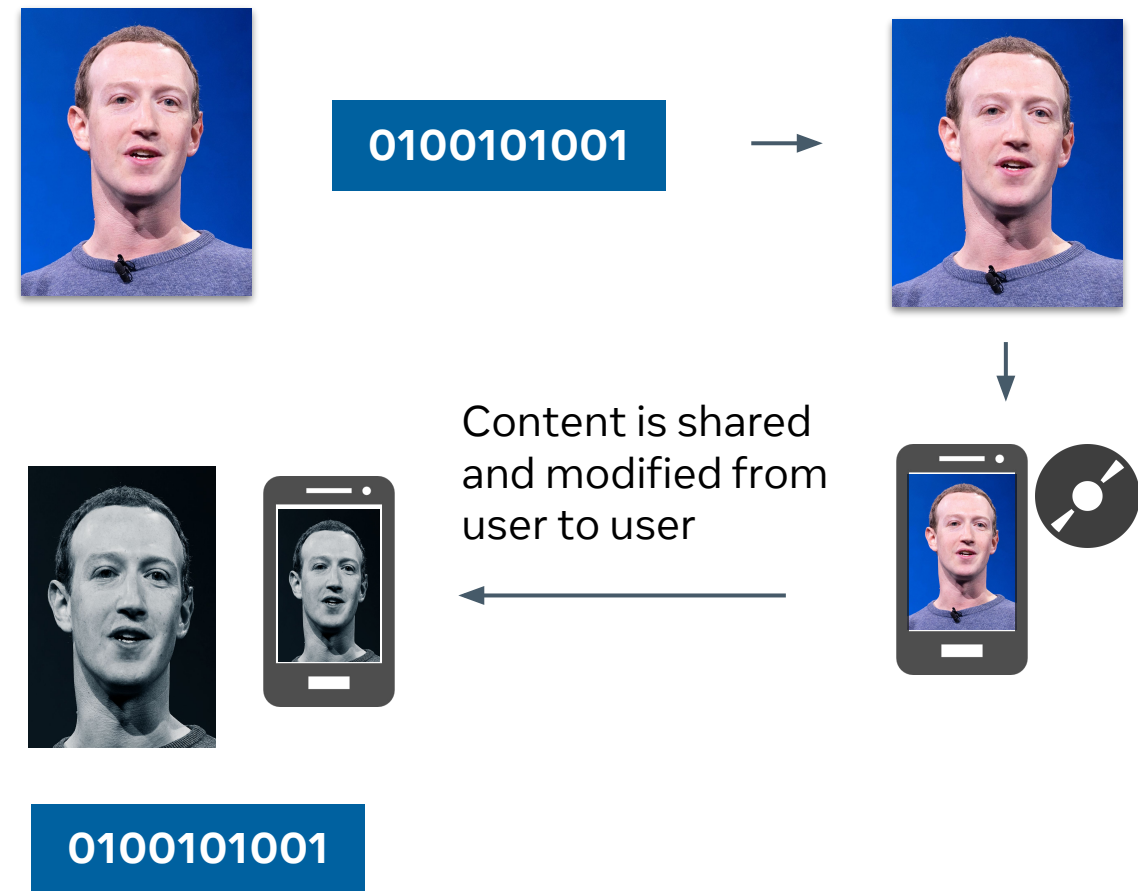 0100101001
Content is shared
and modified from
user to user
0100101001